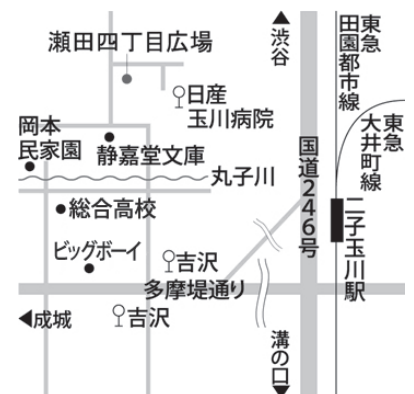 瀬田四丁目広場
▲渋谷
東急
田園都市線
日産
玉川病院
東急
大井町線
岡本
民家園
静嘉堂文庫
丸子川
国道246号
総合高校
二子玉川駅
ビッグボーイ
吉沢
多摩堤通り
◀成城
吉沢
溝の口▼